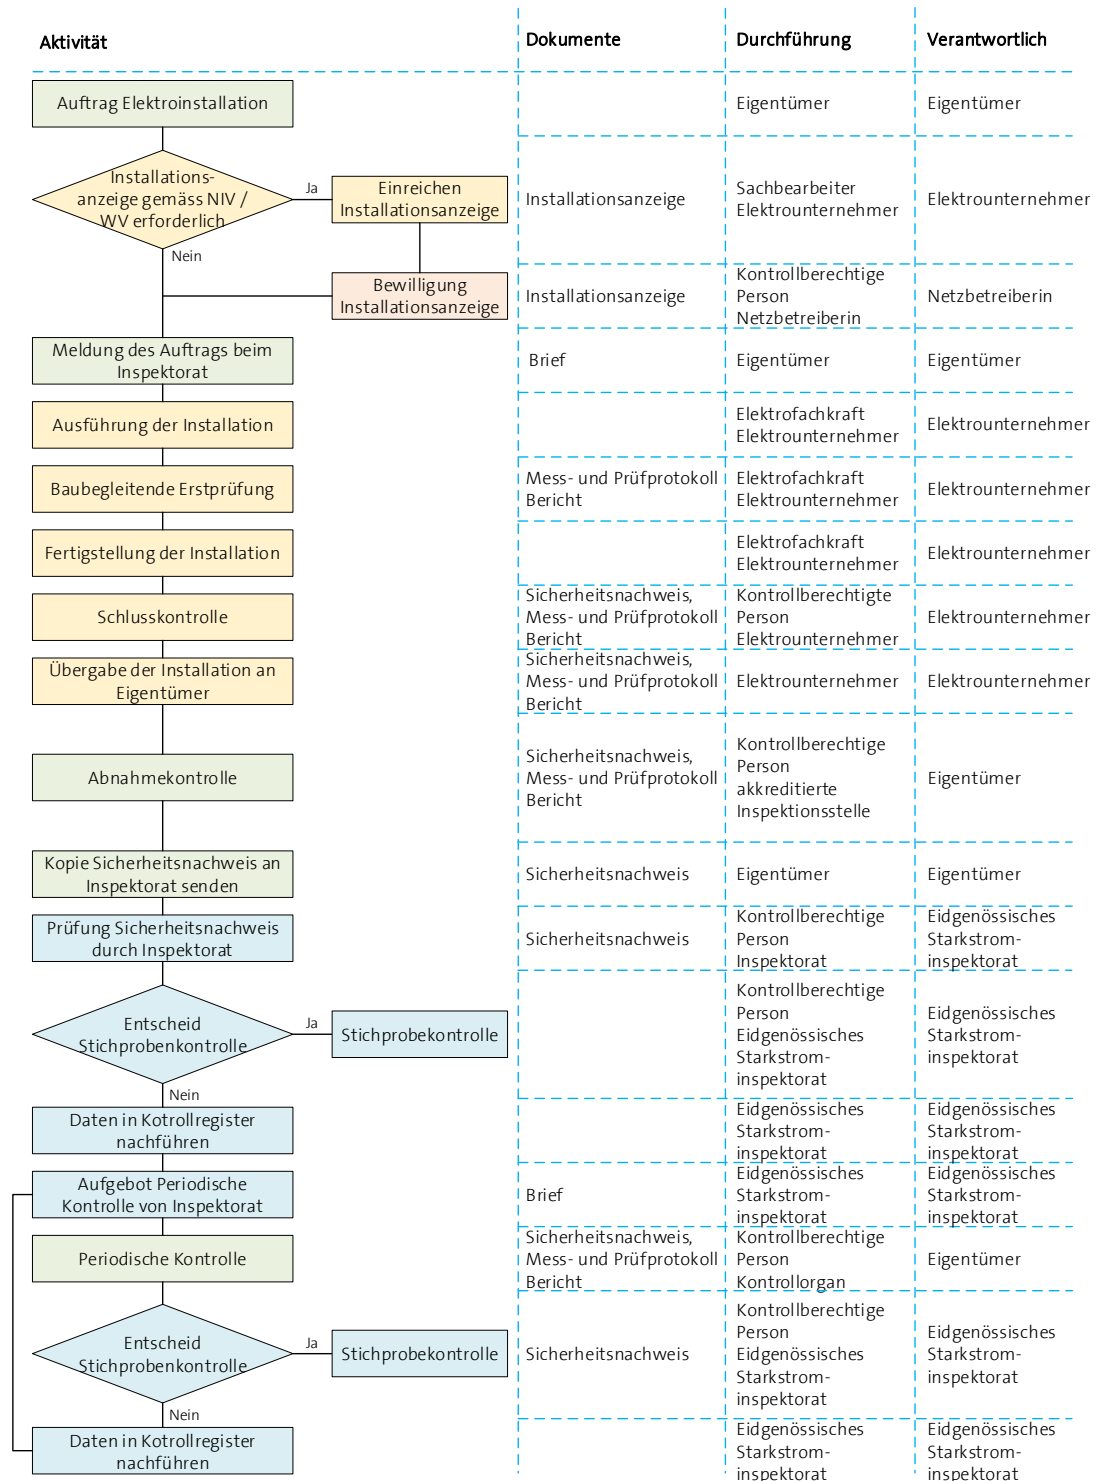 Aktivität
Dokumente
Durchführung
Verantwortlich
Auftrag Elektroinstallation
Eigentümer
Eigentümer
Installations-
anzeige gemäss NIV /
WV erforderlich
Ja
Nein
Einreichen
Installationsanzeige
Installationsanzeige
Sachbearbeiter
Elektrounternehmer
Elektrounternehmer
Bewilligung
Installationsanzeige
Installationsanzeige
Kontrollberechtige
Person
Netzbetreiberin
Netzbetreiberin
Meldung des Auftrags beim
Inspektorat
Brief
Eigentümer
Eigentümer
Ausführung der Installation
Elektrofachkraft
Elektrounternehmer
Elektrounternehmer
Baubegleitende Erstprüfung
Mess- und Prüfprotokoll
Bericht
Elektrofachkraft
Elektrounternehmer
Elektrounternehmer
Fertigstellung der Installation
Elektrofachkraft
Elektrounternehmer
Elektrounternehmer
Schlusskontrolle
Sicherheitsnachweis,
Mess- und Prüfprotokoll
Bericht
Kontrollberechtigte
Person
Elektrounternehmer
Elektrounternehmer
Übergabe der Installation an
Eigentümer
Sicherheitsnachweis,
Mess- und Prüfprotokoll
Bericht
Elektrounternehmer
Elektrounternehmer
Abnahmekontrolle
Sicherheitsnachweis,
Mess- und Prüfprotokoll
Bericht
Kontrollberechtige
Person
akkreditierte
Inspektionsstelle
Eigentümer
Kopie Sicherheitsnachweis an
Inspektorat senden
Sicherheitsnachweis
Eigentümer
Eigentümer
Prüfung Sicherheitsnachweis
durch Inspektorat
Sicherheitsnachweis
Kontrollberechtige
Person
Inspektorat
Eidgenössisches
Starkstrom-
inspektorat
Entscheid
Stichprobenkontrolle
Ja
Nein
Stichprobekontrolle
Kontrollberechtige
Person
Eidgenössisches
Starkstrom-
inspektorat
Eidgenössisches
Starkstrom-
inspektorat
Daten in Kotrollregister
nachführen
Eidgenössisches
Starkstrom-
inspektorat
Eidgenössisches
Starkstrom-
inspektorat
Aufgebot Periodische
Kontrolle von Inspektorat
Brief
Eidgenössisches
Starkstrom-
inspektorat
Eidgenössisches
Starkstrom-
inspektorat
Periodische Kontrolle
Sicherheitsnachweis,
Mess- und Prüfprotokoll
Bericht
Kontrollberechtige
Person
Kontrollorgan
Eigentümer
Entscheid
Stichprobenkontrolle
Ja
Nein
Stichprobekontrolle
Sicherheitsnachweis
Kontrollberechtige
Person
Eidgenössisches
Starkstrom-
inspektorat
Eidgenössisches
Starkstrom-
inspektorat
Daten in Kotrollregister
nachführen
Eidgenössisches
Starkstrom-
inspektorat
Eidgenössisches
Starkstrom-
inspektorat